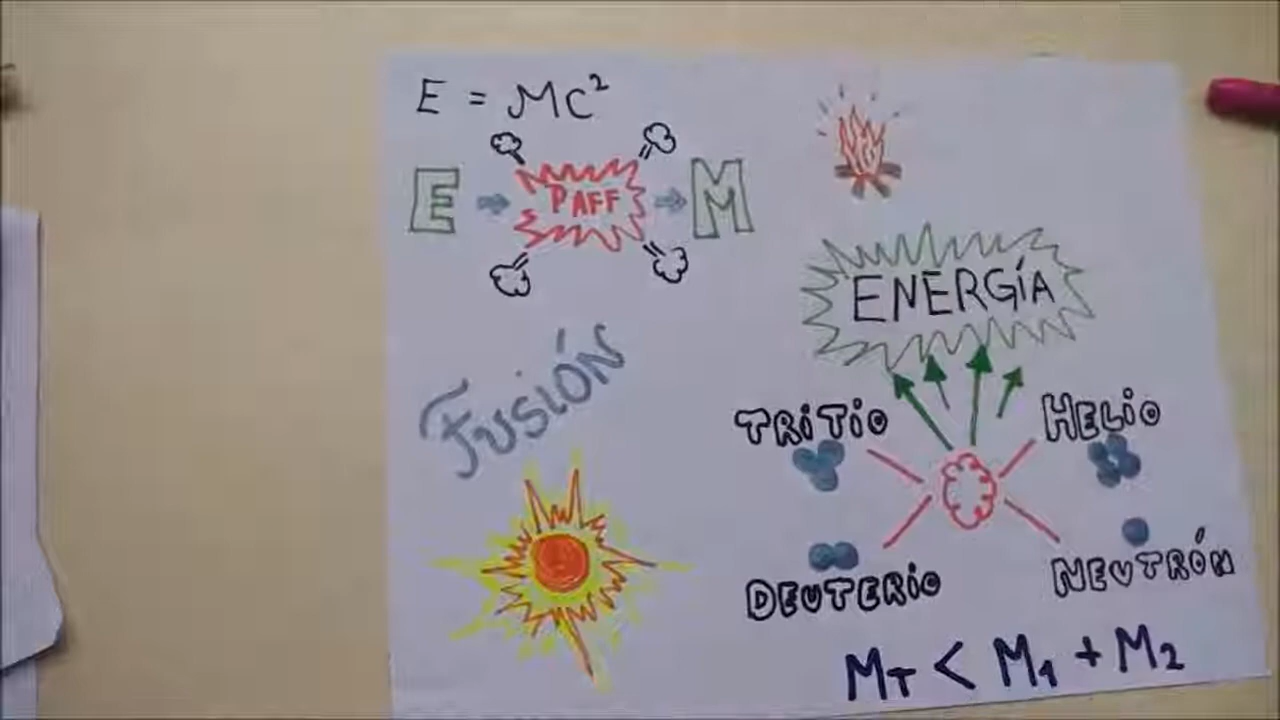 E = MC²
E → PAFF → M
FUSIÓN
ENERGÍA
TRITIO
HELIO
DEUTERIO
NEUTRÓN
MT < M1 + M2